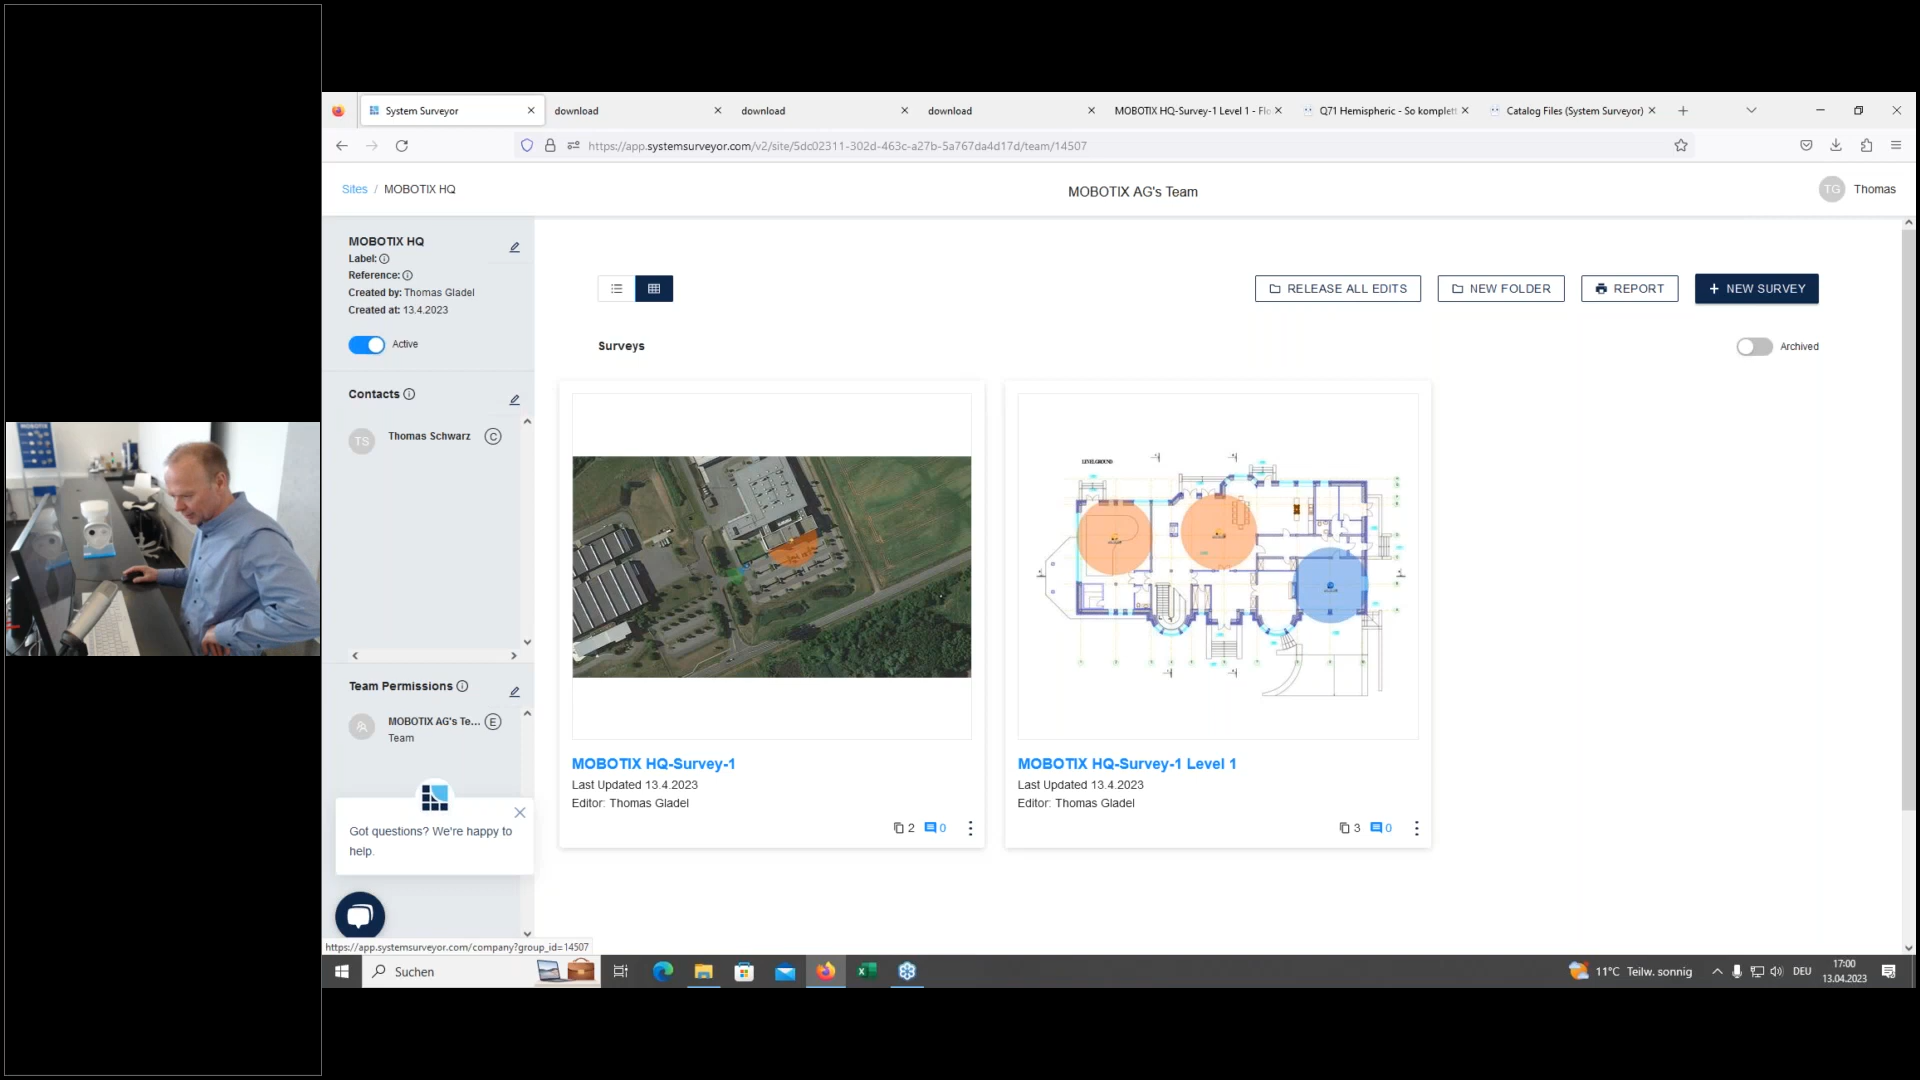 System Surveyor
download
download
download
MOBOTIX HQ-Survey-1 Level 1 - Flo
Q71 Hemispheric - So komplett
Catalog Files (System Surveyor)
https://app.systemsurveyor.com/v2/site/5dc02311-302d-463c-a27b-5a767da4d17d/team/14507
Sites / MOBOTIX HQ
MOBOTIX AG's Team
TG Thomas
MOBOTIX HQ
Label:
Reference:
Created by: Thomas Gladel
Created at: 13.4.2023
Active
RELEASE ALL EDITS
NEW FOLDER
REPORT
+ NEW SURVEY
Surveys
Archived
Contacts
TS Thomas Schwarz C
Team Permissions
MOBOTIX AG's Te... E
Team
LEVEL GROUND
MOBOTIX HQ-Survey-1
Last Updated 13.4.2023
Editor: Thomas Gladel
2 0
MOBOTIX HQ-Survey-1 Level 1
Last Updated 13.4.2023
Editor: Thomas Gladel
3 0
Got questions? We're happy to
help.
https://app.systemsurveyor.com/company?group_id=14507
Suchen
11°C Teilw. sonnig
DEU
17:00
13.04.2023